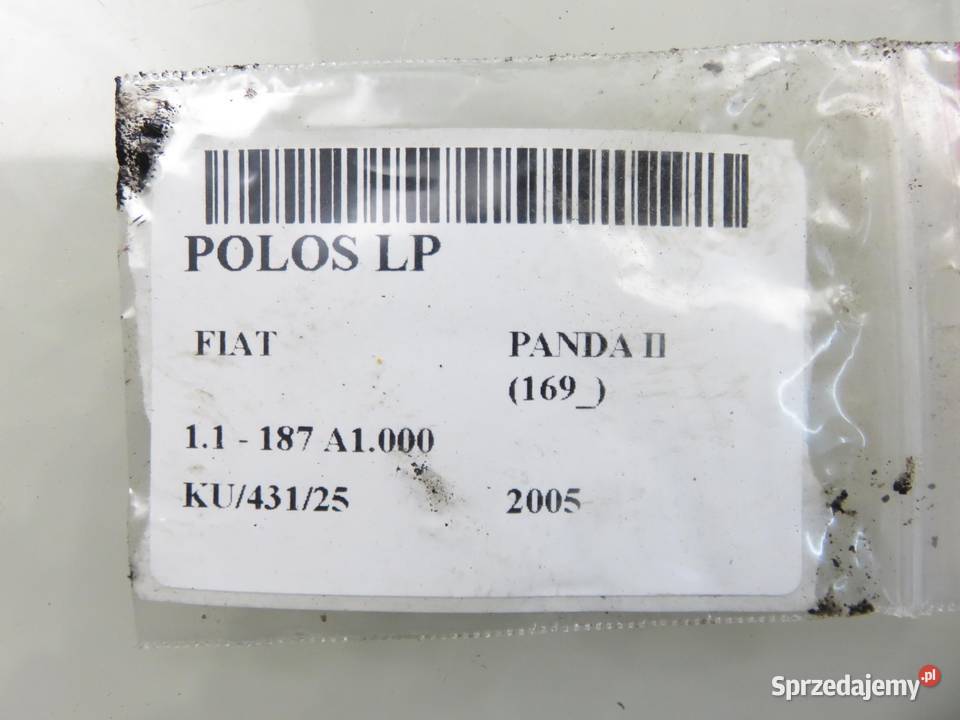 POLOS LP
FIAT PANDA II
(169_)
1.1 - 187 A1.000
KU/431/25 2005
Sprzedajemy.pl